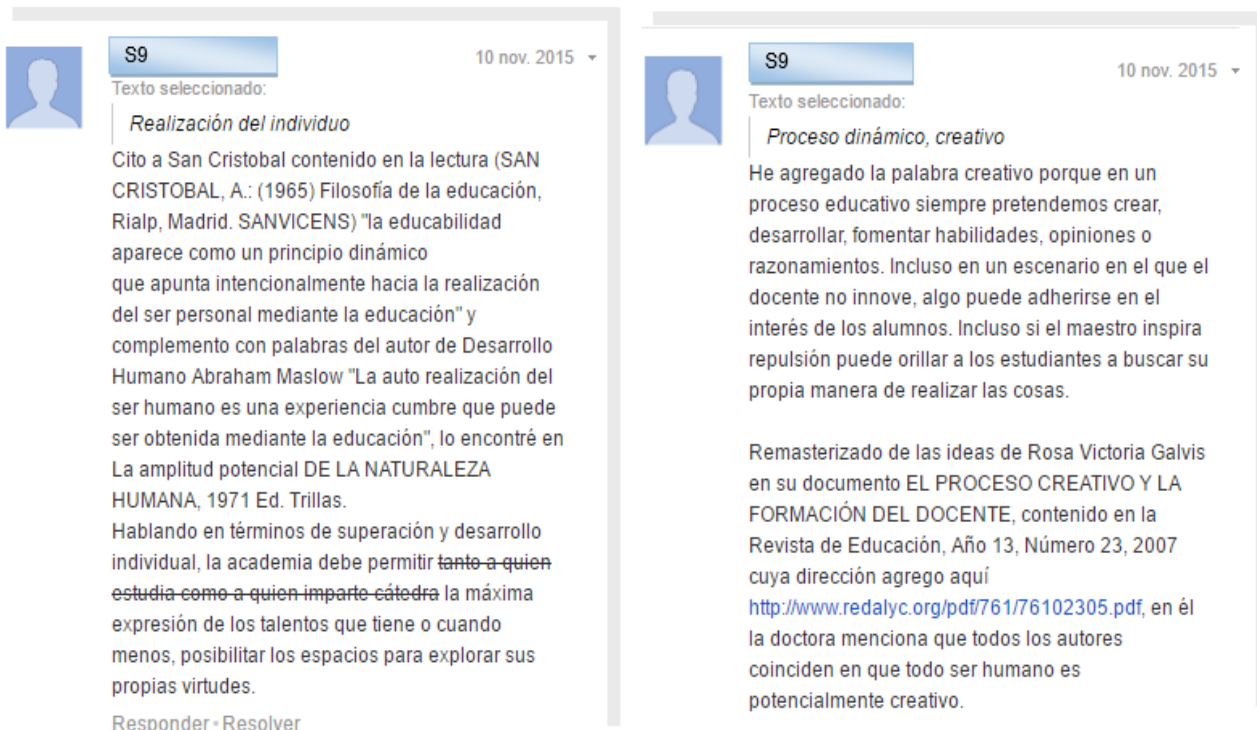 S9
10 nov. 2015
Texto seleccionado:
Realización del individuo
Cito a San Cristobal contenido en la lectura (SAN
CRISTOBAL, A.: (1965) Filosofía de la educación,
Rialp, Madrid. SANVICENS) "la educabilidad
aparece como un principio dinámico
que apunta intencionalmente hacia la realización
del ser personal mediante la educación" y
complemento con palabras del autor de Desarrollo
Humano Abraham Maslow "La auto realización del
ser humano es una experiencia cumbre que puede
ser obtenida mediante la educación", lo encontré en
La amplitud potencial DE LA NATURALEZA
HUMANA, 1971 Ed. Trillas.
Hablando en términos de superación y desarrollo
individual, la academia debe permitir tanto a quien
estudia como a quien imparte cátedra la máxima
expresión de los talentos que tiene o cuando
menos, posibilitar los espacios para explorar sus
propias virtudes.
Responder • Resolver
S9
10 nov. 2015
Texto seleccionado:
Proceso dinámico, creativo
He agregado la palabra creativo porque en un
proceso educativo siempre pretendemos crear,
desarrollar, fomentar habilidades, opiniones o
razonamientos. Incluso en un escenario en el que el
docente no innove, algo puede adherirse en el
interés de los alumnos. Incluso si el maestro inspira
repulsión puede orillar a los estudiantes a buscar su
propia manera de realizar las cosas.
Remasterizado de las ideas de Rosa Victoria Galvis
en su documento EL PROCESO CREATIVO Y LA
FORMACIÓN DEL DOCENTE, contenido en la
Revista de Educación, Año 13, Número 23, 2007
cuya dirección agrego aquí
http://www.redalyc.org/pdf/761/76102305.pdf, en él
la doctora menciona que todos los autores
coinciden en que todo ser humano es
potencialmente creativo.